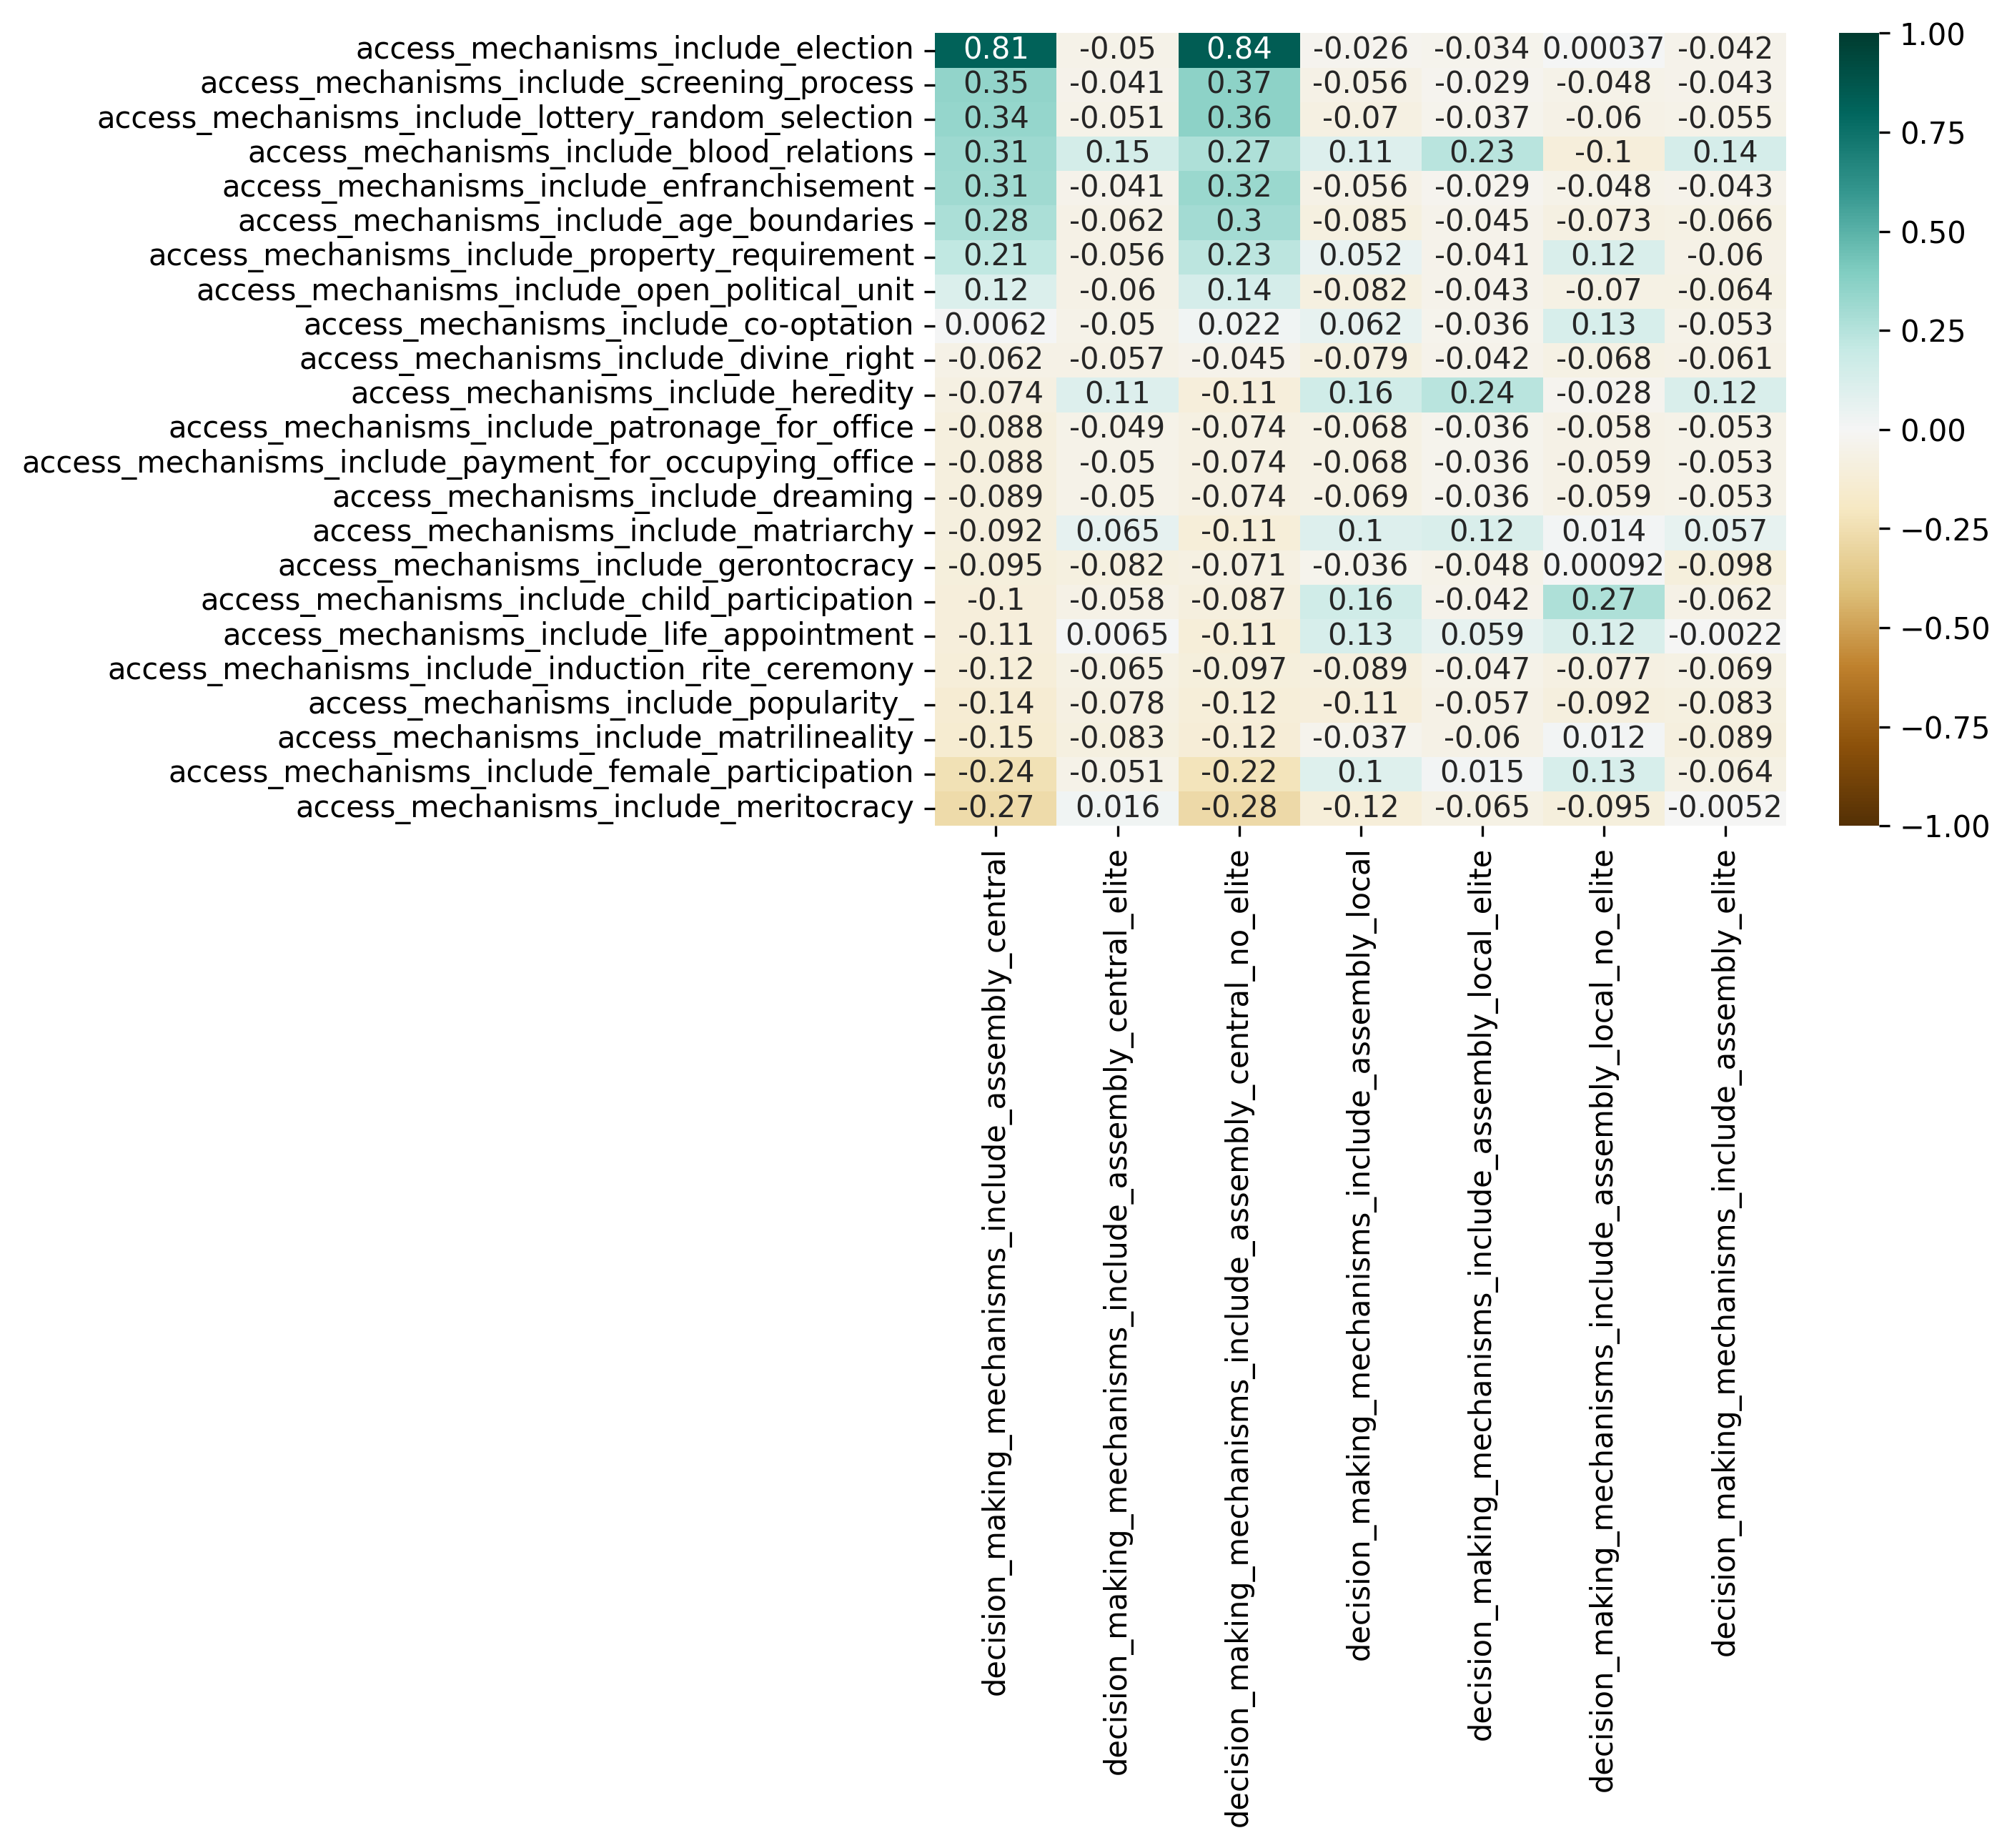 access_mechanisms_include_election 0.81 -0.05 0.84 -0.026 -0.034 0.00037 -0.042
access_mechanisms_include_screening_process 0.35 -0.041 0.37 -0.056 -0.029 -0.048 -0.043
access_mechanisms_include_lottery_random_selection 0.34 -0.051 0.36 -0.07 -0.037 -0.06 -0.055
access_mechanisms_include_blood_relations 0.31 0.15 0.27 0.11 0.23 -0.1 0.14
access_mechanisms_include_enfranchisement 0.31 -0.041 0.32 -0.056 -0.029 -0.048 -0.043
access_mechanisms_include_age_boundaries 0.28 -0.062 0.3 -0.085 -0.045 -0.073 -0.066
access_mechanisms_include_property_requirement 0.21 -0.056 0.23 0.052 -0.041 0.12 -0.06
access_mechanisms_include_open_political_unit 0.12 -0.06 0.14 -0.082 -0.043 -0.07 -0.064
access_mechanisms_include_co-optation 0.0062 -0.05 0.022 0.062 -0.036 0.13 -0.053
access_mechanisms_include_divine_right -0.062 -0.057 -0.045 -0.079 -0.042 -0.068 -0.061
access_mechanisms_include_heredity -0.074 0.11 -0.11 0.16 0.24 -0.028 0.12
access_mechanisms_include_patronage_for_office -0.088 -0.049 -0.074 -0.068 -0.036 -0.058 -0.053
access_mechanisms_include_payment_for_occupying_office -0.088 -0.05 -0.074 -0.068 -0.036 -0.059 -0.053
access_mechanisms_include_dreaming -0.089 -0.05 -0.074 -0.069 -0.036 -0.059 -0.053
access_mechanisms_include_matriarchy -0.092 0.065 -0.11 0.1 0.12 0.014 0.057
access_mechanisms_include_gerontocracy -0.095 -0.082 -0.071 -0.036 -0.048 0.00092 -0.098
access_mechanisms_include_child_participation -0.1 -0.058 -0.087 0.16 -0.042 0.27 -0.062
access_mechanisms_include_life_appointment -0.11 0.0065 -0.11 0.13 0.059 0.12 -0.0022
access_mechanisms_include_induction_rite_ceremony -0.12 -0.065 -0.097 -0.089 -0.047 -0.077 -0.069
access_mechanisms_include_popularity_ -0.14 -0.078 -0.12 -0.11 -0.057 -0.092 -0.083
access_mechanisms_include_matrilineality -0.15 -0.083 -0.12 -0.037 -0.06 0.012 -0.089
access_mechanisms_include_female_participation -0.24 -0.051 -0.22 0.1 0.015 0.13 -0.064
access_mechanisms_include_meritocracy -0.27 0.016 -0.28 -0.12 -0.065 -0.095 -0.0052
decision_making_mechanisms_include_assembly_central
decision_making_mechanisms_include_assembly_central_elite
decision_making_mechanisms_include_assembly_central_no_elite
decision_making_mechanisms_include_assembly_local
decision_making_mechanisms_include_assembly_local_elite
decision_making_mechanisms_include_assembly_local_no_elite
decision_making_mechanisms_include_assembly_elite
1.00
0.75
0.50
0.25
0.00
−0.25
−0.50
−0.75
−1.00